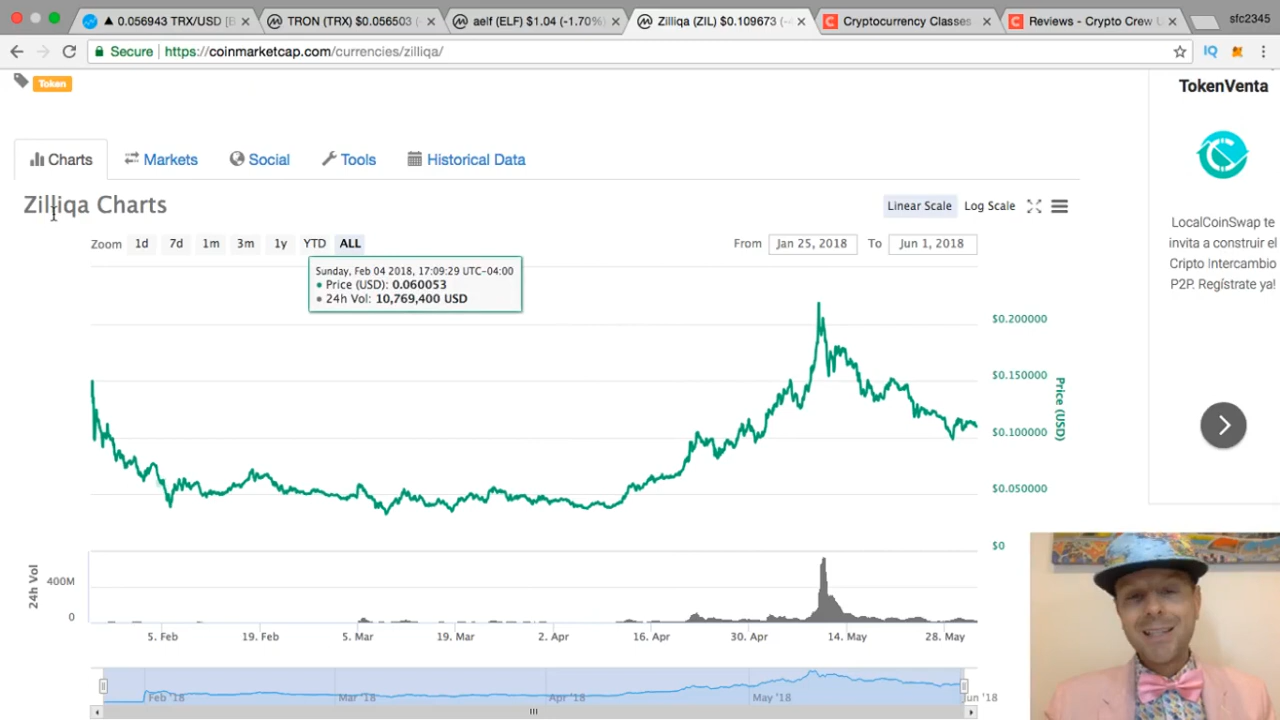 0.056943 TRX/USD [B
TRON (TRX) $0.056503 (
aelf (ELF) $1.04 (-1.70%)
Zilliqa (ZIL) $0.109673 (-
Cryptocurrency Classes
Reviews - Crypto Crew U
sfc2345
Secure
https://coinmarketcap.com/currencies/zilliqa/
IQ
Token
TokenVenta
Charts
Markets
Social
Tools
Historical Data
Zilliqa Charts
Linear Scale
Log Scale
Zoom 1d 7d 1m 3m 1y YTD ALL
From Jan 25, 2018 To Jun 1, 2018
Sunday, Feb 04 2018, 17:09:29 UTC-04:00
Price (USD): 0.060053
24h Vol: 10,769,400 USD
LocalCoinSwap te
invita a construir el
Cripto Intercambio
P2P. Regístrate ya!
$0.200000
$0.150000
$0.100000
$0.050000
$0
Price (USD)
24h Vol
400M
0
5. Feb 19. Feb 5. Mar 19. Mar 2. Apr 16. Apr 30. Apr 14. May 28. May
Feb '18 Mar '18 Apr '18 May '18 Jun '18